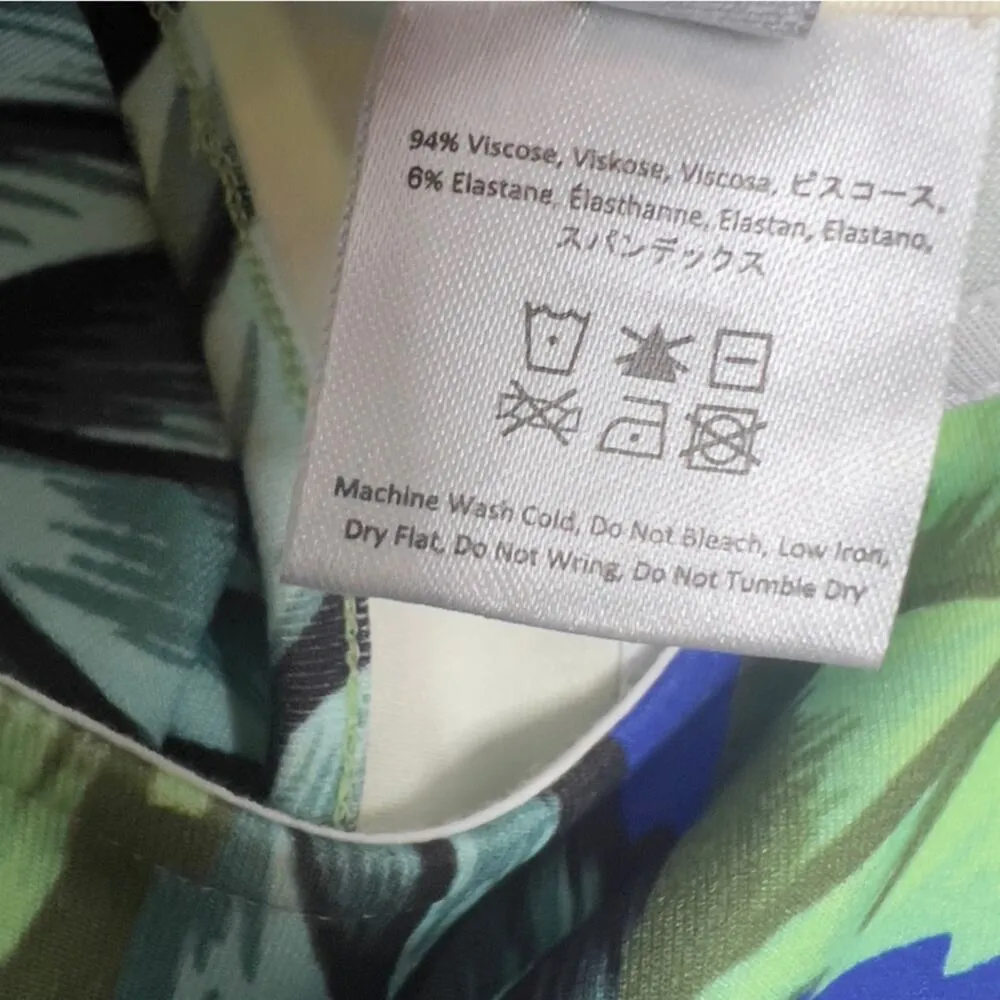 94% Viscose, Viskose, Viscosa, ビスコース,
6% Elastane, Élasthanne, Elastan, Elastano,
スパンデックス
Machine Wash Cold, Do Not Bleach, Low Iron,
Dry Flat, Do Not Wring, Do Not Tumble Dry